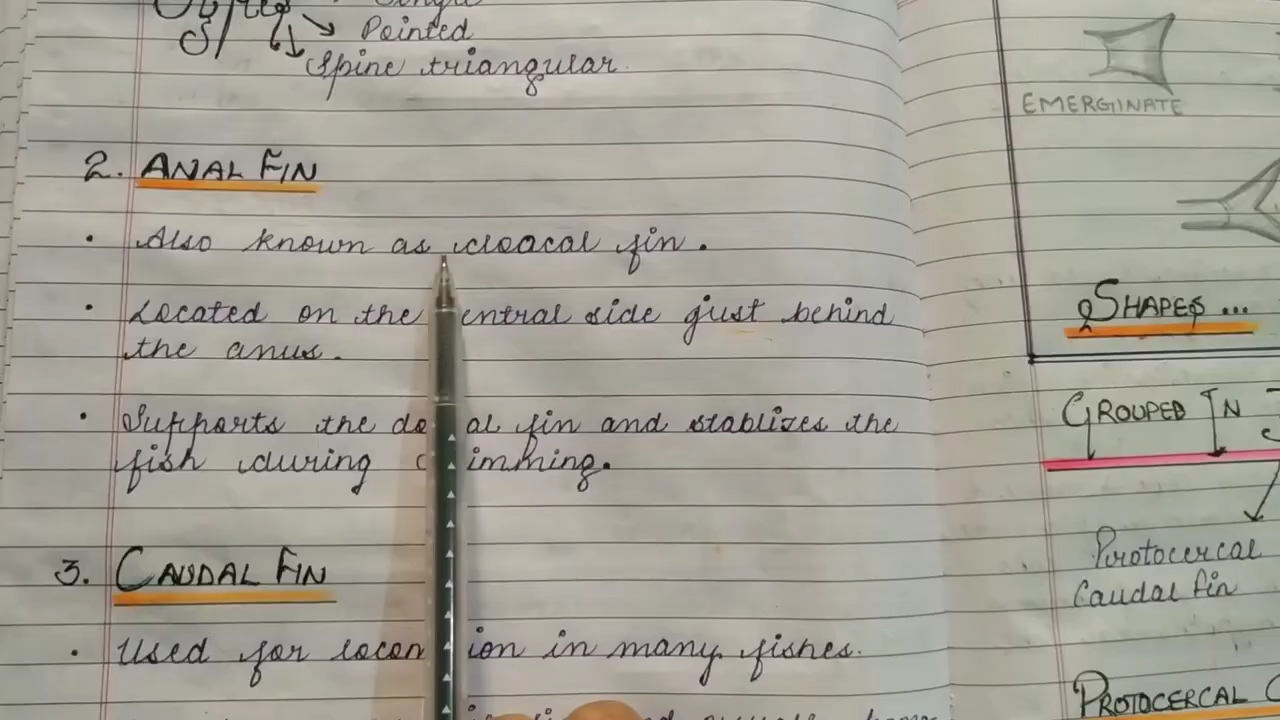 Pointed
Spine triangular
2. ANAL FIN
• Also known as cloacal fin.
• Located on the entral side just behind
the anus.
• Supports the do al fin and stablizes the
fish during imming.
3. CAUDAL FIN
• Used for locom ion in many fishes.
EMERGINATE
SHAPES ...
GROUPED IN
Protocercal
Caudal fin
PROTOCERCAL C